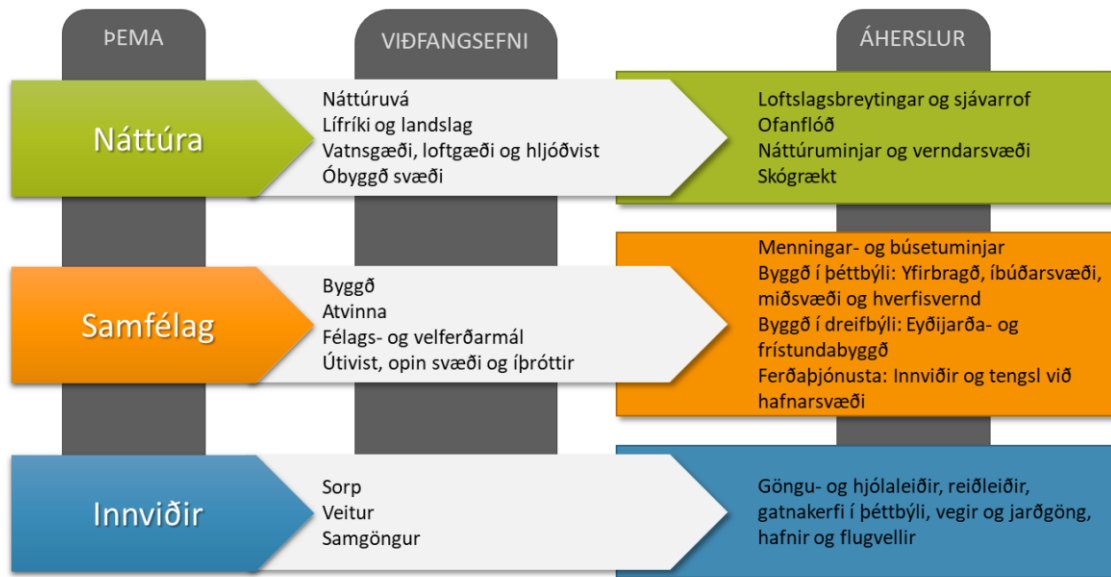 ÞEMA
VIÐFANGSEFNI
ÁHERSLUR
Náttúra
Náttúruvá
Lífríki og landslag
Vatnsgæði, loftgæði og hljóðvist
Óbyggð svæði
Loftslagsbreytingar og sjávarrof
Ofanflóð
Náttúruminjar og verndarsvæði
Skógrækt
Samfélag
Byggð
Atvinna
Félags- og velferðarmál
Útivist, opin svæði og íþróttir
Menningar- og búsetuminjar
Byggð í þéttbýli: Yfirbragð, íbúðarsvæði,
miðsvæði og hverfisvernd
Byggð í dreifbýli: Eyðijarða- og
frístundabyggð
Ferðaþjónusta: Innviðir og tengsl við
hafnarsvæði
Innviðir
Sorp
Veitur
Samgöngur
Göngu- og hjólaleiðir, reiðleiðir,
gatnakerfi í þéttbýli, vegir og jarðgöng,
hafnir og flugvellir